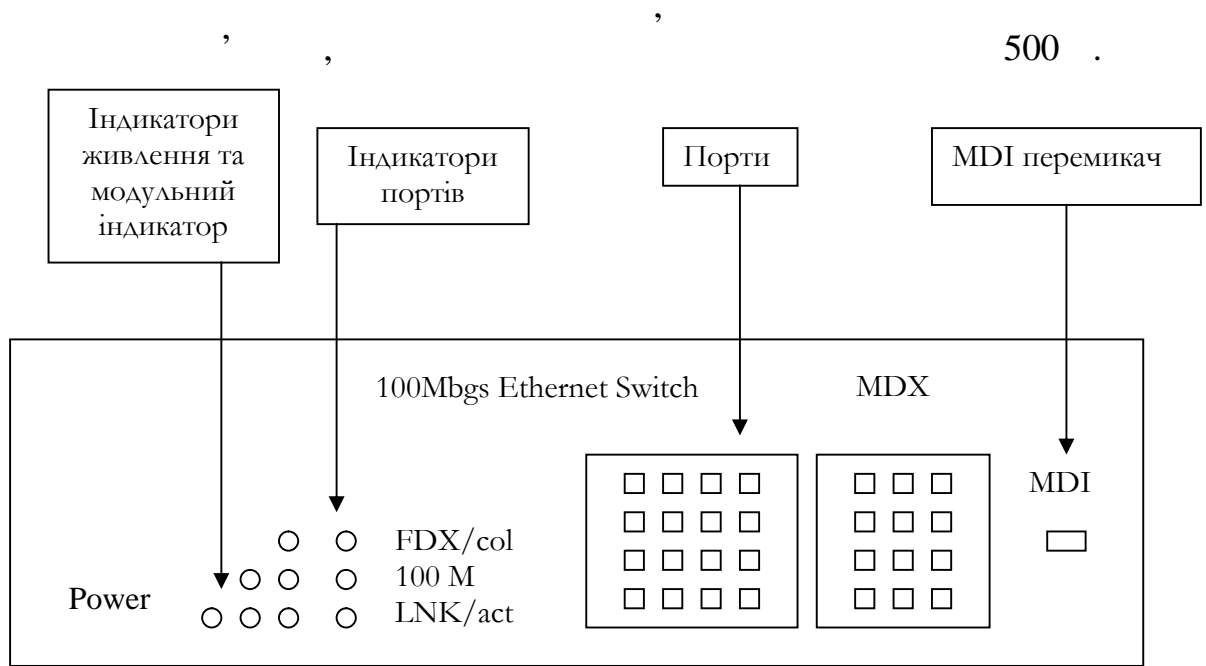 ,
,
,
500 .
Індикатори
живлення та
модульний
індикатор
Індикатори
портів
Порти
MDI перемикач
100Mbgs Ethernet Switch
MDX
MDI
FDX/col
100 M
Power
LNK/act